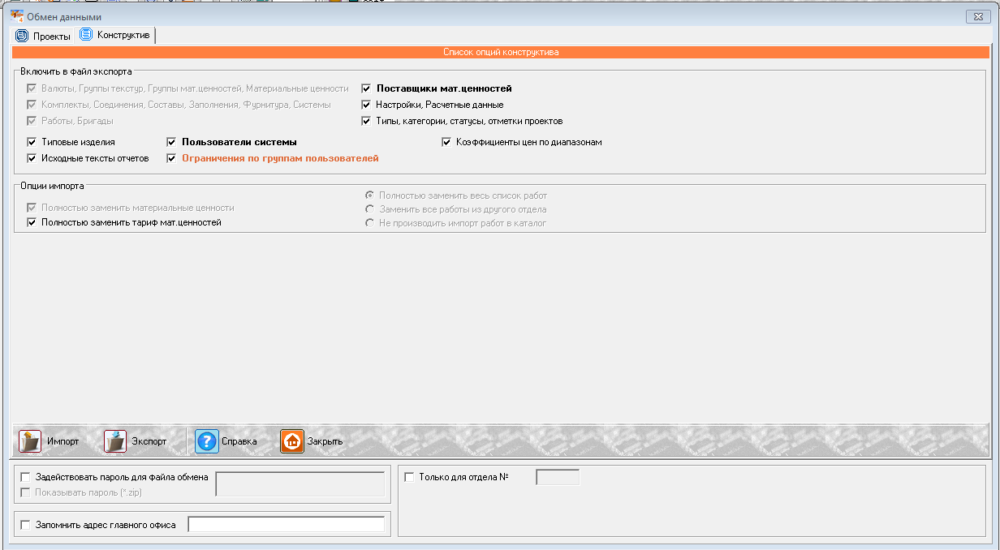 Обмен данными
Проекты Конструктив
Список опций конструктива
Включить в файл экспорта
Валюты, Группы текстур, Группы мат.ценностей, Материальные ценности Поставщики мат.ценностей
Комплекты, Соединения, Составы, Заполнения, Фурнитура, Системы Настройки, Расчетные данные
Работы, Бригады Типы, категории, статусы, отметки проектов
Типовые изделия Пользователи системы Коэффициенты цен по диапазонам
Исходные тексты отчетов Ограничения по группам пользователей
Опции импорта
Полностью заменить весь список работ
Полностью заменить материальные ценности Заменить все работы из другого отдела
Полностью заменить тариф мат.ценностей Не производить импорт работ в каталог
Импорт Экспорт Справка Закрыть
Задействовать пароль для файла обмена Только для отдела №
Показывать пароль (*.zip)
Запомнить адрес главного офиса